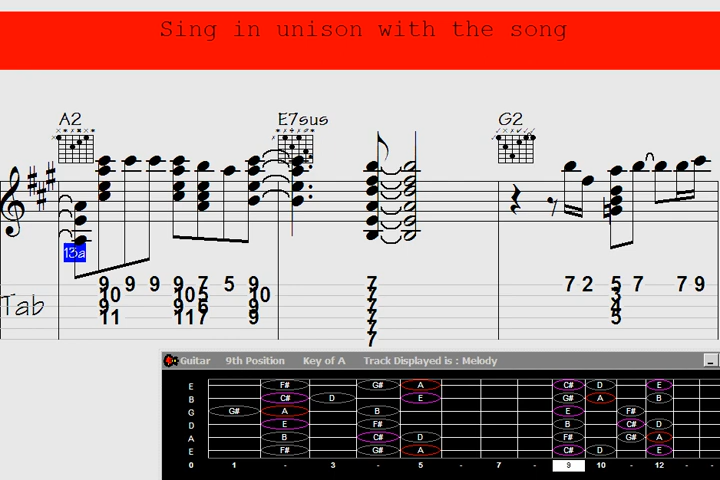 Sing in unison with the song
A2 E7sus G2
13a
9 9 9 9 7 5 9 7 7 2 5 7 7 9
10 10 5 10 7 3
9 9 6 7 4
11 11 7 9 7 5
7
7
Tab
Guitar 9th Position Key of A Track Displayed is : Melody
E F# G# A C# D E
B C# D E G# A B
G G# A B E F#
D E B C#
A B C# D F# G# A
E F# G# A C# D E
0 1 - 3 - 5 - 7 - 9 10 - 12 - -